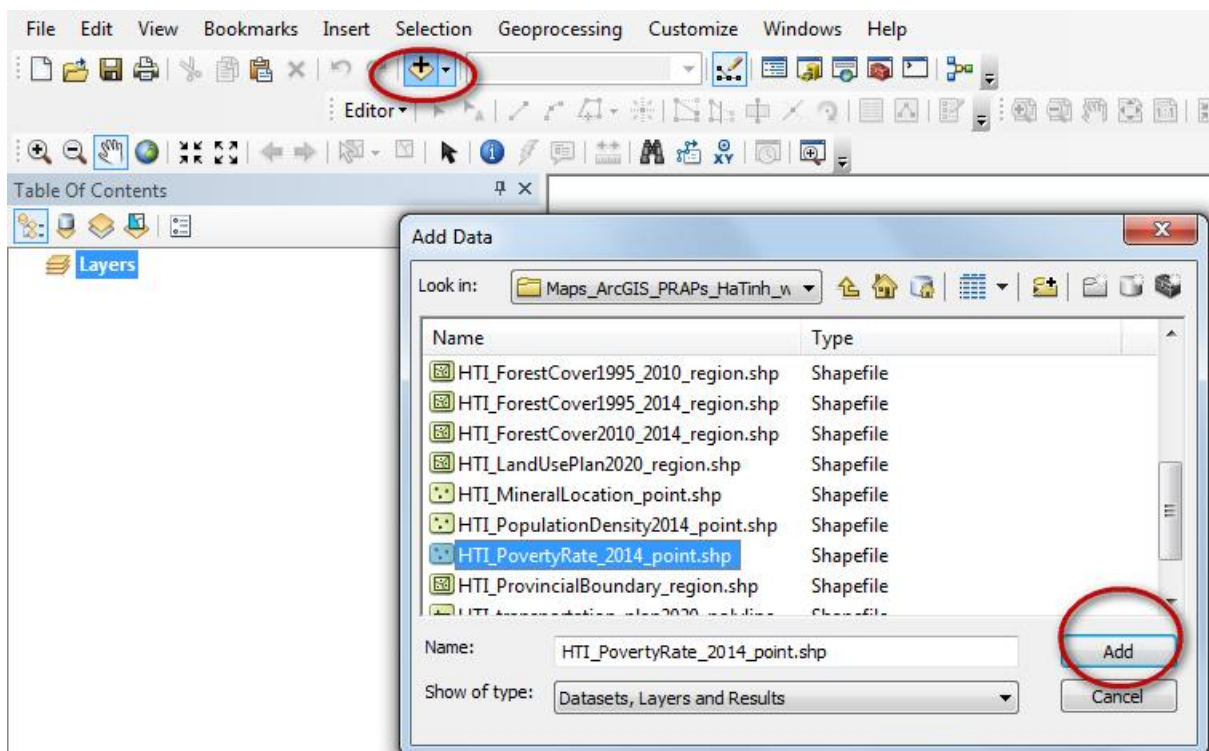 File Edit View Bookmarks Insert Selection Geoprocessing Customize Windows Help
Editor
XY
Table Of Contents
Layers
Add Data
Look in: Maps_ArcGIS_PRAPs_HaTinh_w
Name Type
HTI_ForestCover1995_2010_region.shp Shapefile
HTI_ForestCover1995_2014_region.shp Shapefile
HTI_ForestCover2010_2014_region.shp Shapefile
HTI_LandUsePlan2020_region.shp Shapefile
HTI_MineralLocation_point.shp Shapefile
HTI_PopulationDensity2014_point.shp Shapefile
HTI_PovertyRate_2014_point.shp Shapefile
HTI_ProvincialBoundary_region.shp Shapefile
Name: HTI_PovertyRate_2014_point.shp Add
Show of type: Datasets, Layers and Results Cancel